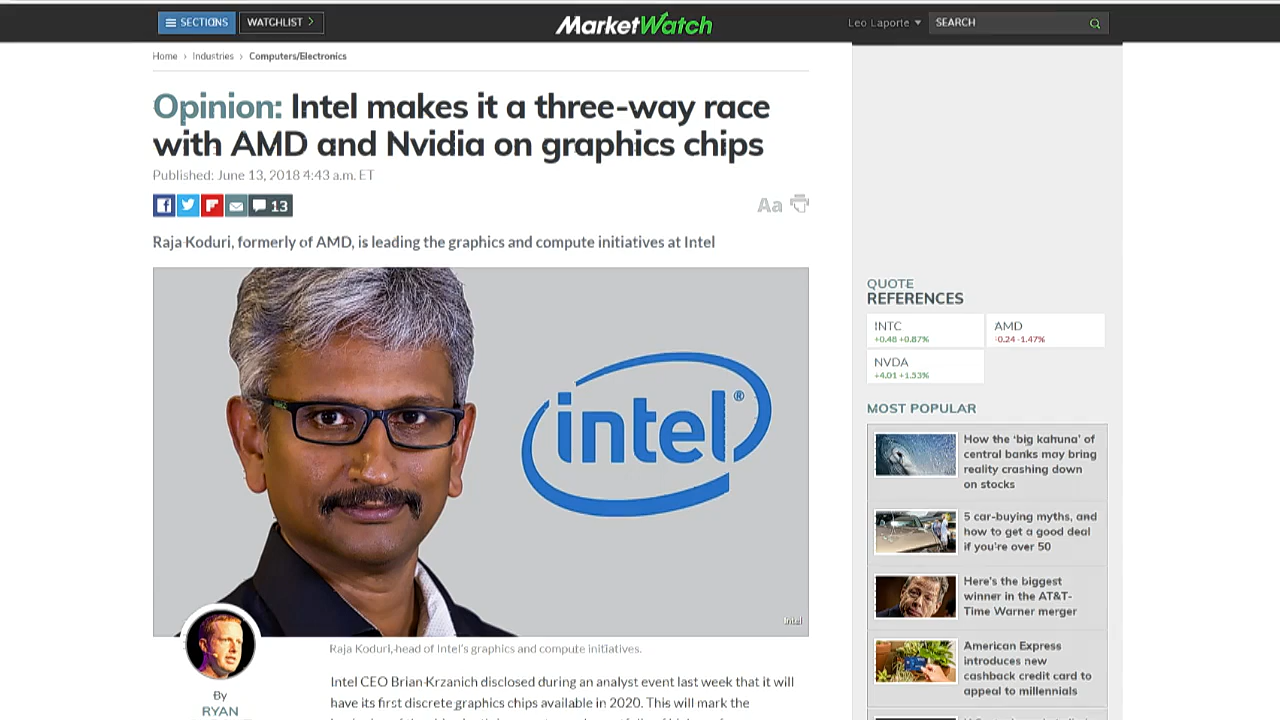 SECTIONS
WATCHLIST >
MarketWatch
Leo Laporte
SEARCH
Home > Industries > Computers/Electronics
Opinion: Intel makes it a three-way race
with AMD and Nvidia on graphics chips
Published: June 13, 2018 4:43 a.m. ET
13
Aa
Raja Koduri, formerly of AMD, is leading the graphics and compute initiatives at Intel
intel®
Intel
Raja Koduri, head of Intel's graphics and compute initiatives.
By
RYAN
Intel CEO Brian Krzanich disclosed during an analyst event last week that it will
have its first discrete graphics chips available in 2020. This will mark the
QUOTE
REFERENCES
INTC
+0.48 +0.87%
AMD
-0.24 -1.47%
NVDA
+4.01 +1.53%
MOST POPULAR
How the ‘big kahuna’ of
central banks may bring
reality crashing down
on stocks
5 car-buying myths, and
how to get a good deal
if you’re over 50
Here’s the biggest
winner in the AT&T-
Time Warner merger
American Express
introduces new
cashback credit card to
appeal to millennials